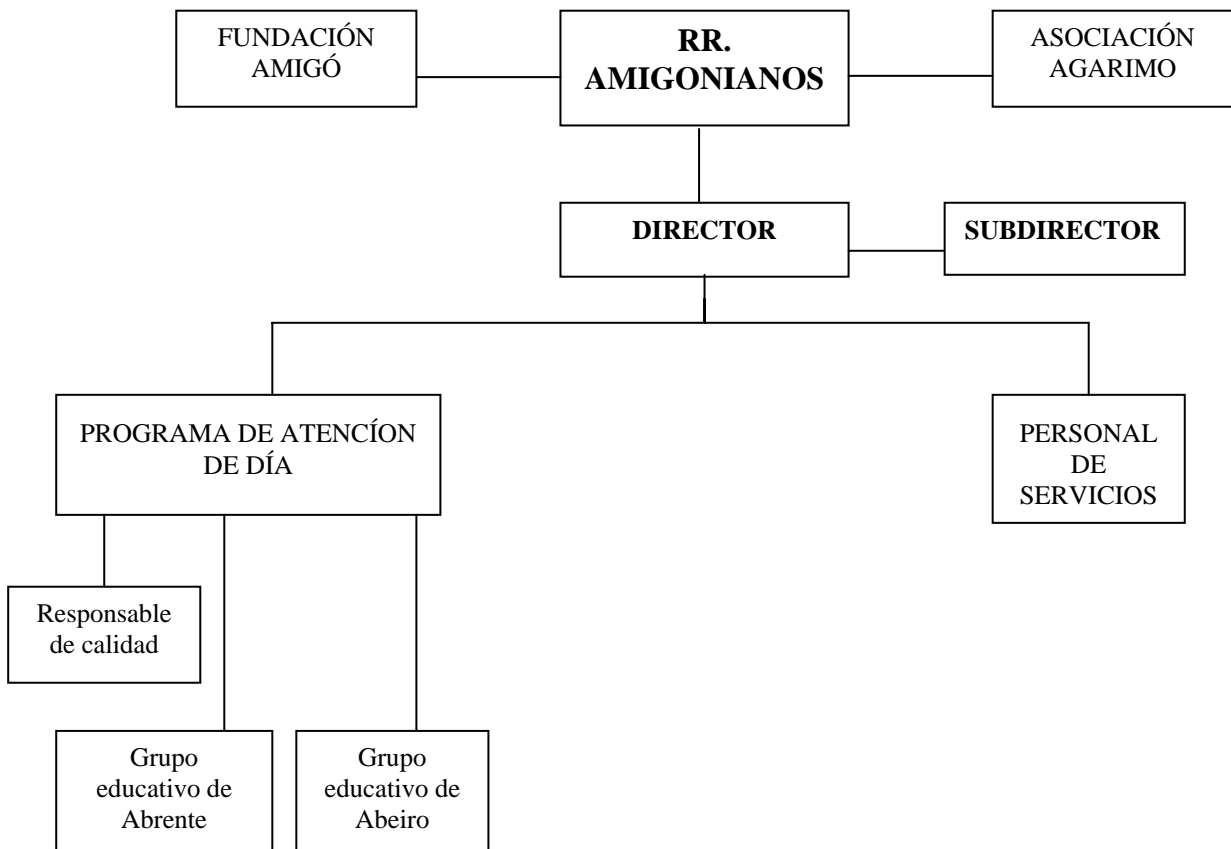 FUNDACIÓN
AMIGÓ
RR.
AMIGONIANOS
ASOCIACIÓN
AGARIMO
DIRECTOR
SUBDIRECTOR
PROGRAMA DE ATENCÍON
DE DÍA
PERSONAL
DE
SERVICIOS
Responsable
de calidad
Grupo
educativo de
Abrente
Grupo
educativo de
Abeiro